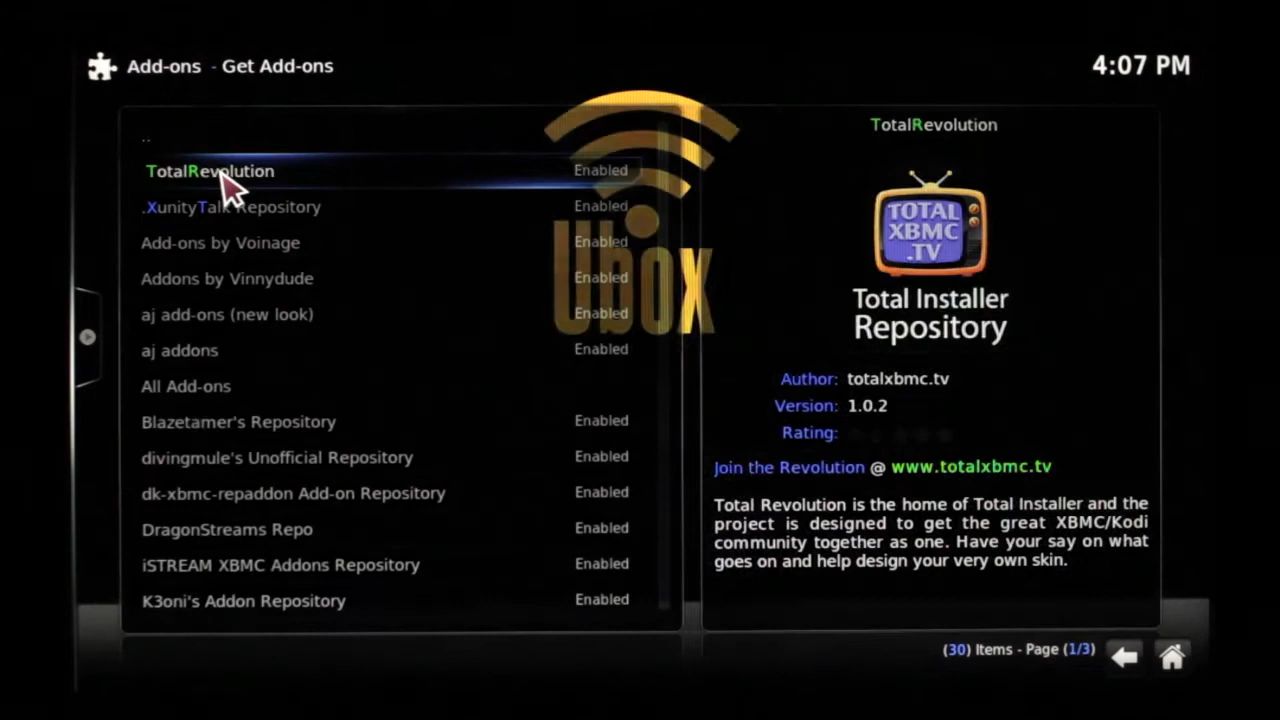 Add-ons - Get Add-ons
4:07 PM
..
TotalRevolution Enabled
.XunityTalk Repository Enabled
Add-ons by Voinage Enabled
Addons by Vinnydude Enabled
aj add-ons (new look) Enabled
aj addons Enabled
All Add-ons
Blazetamer's Repository Enabled
divingmule's Unofficial Repository Enabled
dk-xbmc-repaddon Add-on Repository Enabled
DragonStreams Repo Enabled
iSTREAM XBMC Addons Repository Enabled
K3oni's Addon Repository Enabled
Ubox
TotalRevolution
TOTAL
XBMC
.TV
Total Installer
Repository
Author: totalxbmc.tv
Version: 1.0.2
Rating:
Join the Revolution @ www.totalxbmc.tv
Total Revolution is the home of Total Installer and the
project is designed to get the great XBMC/Kodi
community together as one. Have your say on what
goes on and help design your very own skin.
(30) Items - Page (1/3)